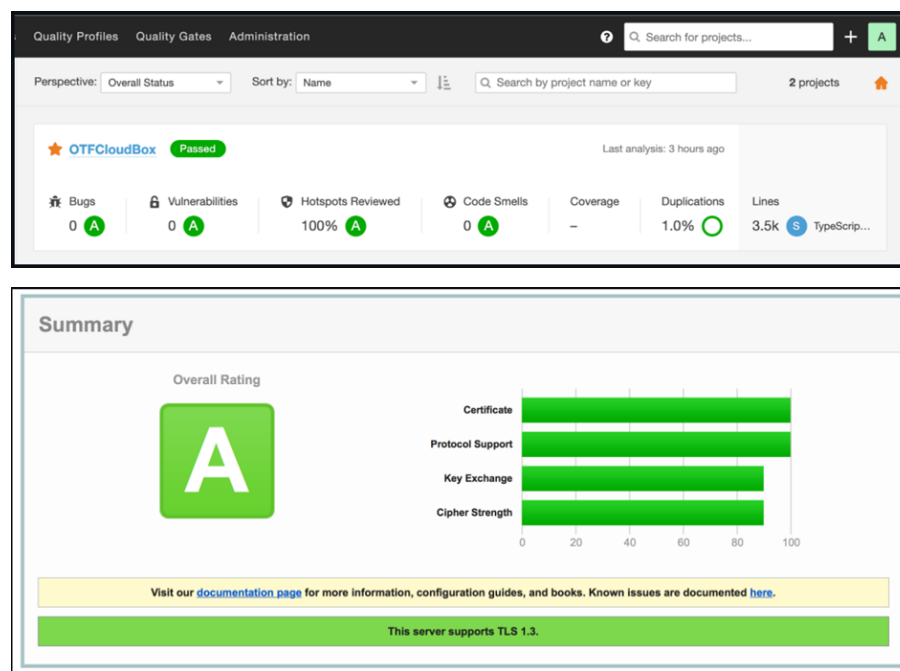 Quality Profiles Quality Gates Administration ? Search for projects... + A
Perspective: Overall Status Sort by: Name Search by project name or key 2 projects
OTFCloudBox Passed Last analysis: 3 hours ago
Bugs Vulnerabilities Hotspots Reviewed Code Smells Coverage Duplications Lines
0 A 0 A 100% A 0 A – 1.0% 3.5k S TypeScrip...
Summary
Overall Rating
A
Certificate
Protocol Support
Key Exchange
Cipher Strength
0 20 40 60 80 100
Visit our documentation page for more information, configuration guides, and books. Known issues are documented here.
This server supports TLS 1.3.